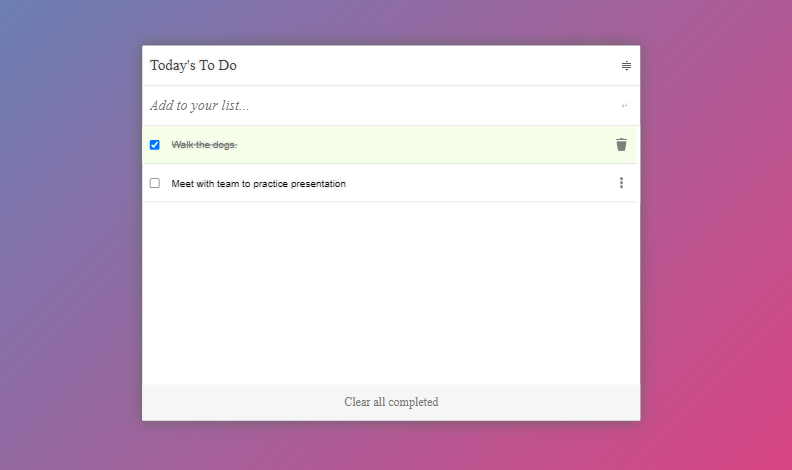 Today's To Do
Add to your list...
Walk the dogs.
Meet with team to practice presentation
Clear all completed